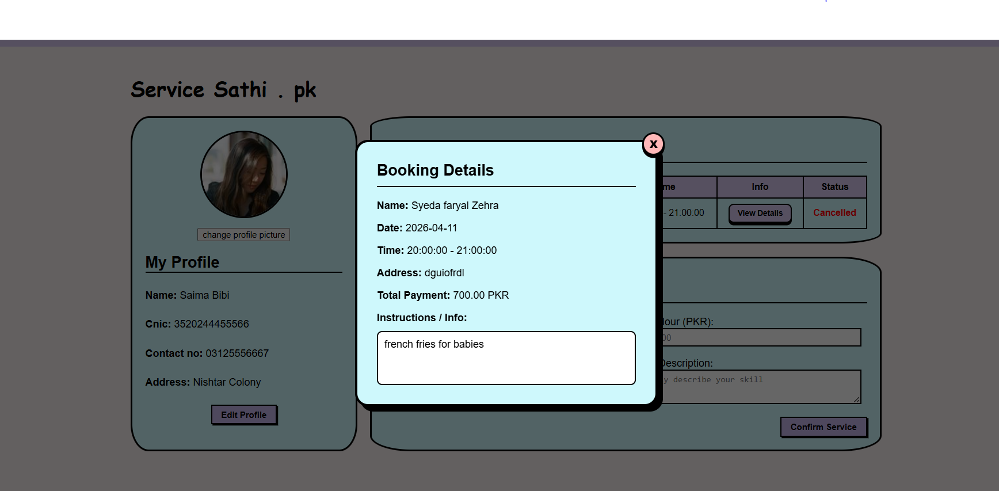 Service Sathi . pk
change profile picture
My Profile
Name: Saima Bibi
Cnic: 3520244455566
Contact no: 03125556667
Address: Nishtar Colony
Edit Profile
x
Booking Details
Name: Syeda faryal Zehra
Date: 2026-04-11
Time: 20:00:00 - 21:00:00
Address: dguiofrdl
Total Payment: 700.00 PKR
Instructions / Info:
french fries for babies
Info Status
- 21:00:00 View Details Cancelled
(PKR):
00
Description:
describe your skill
Confirm Service